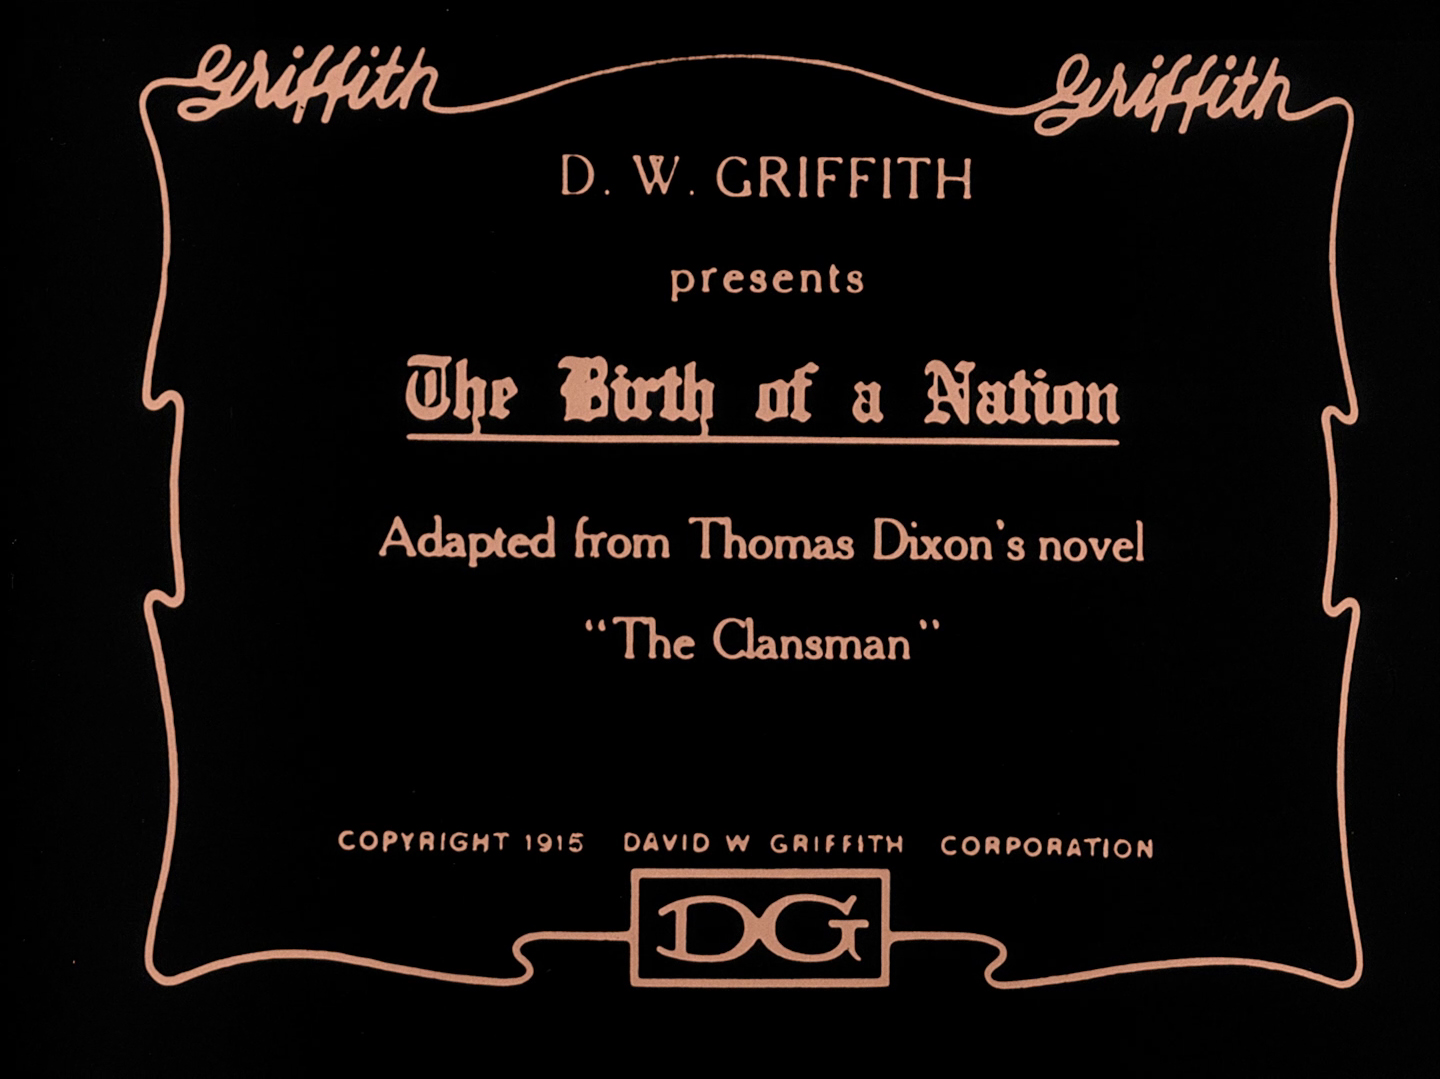 Griffith Griffith
D. W. GRIFFITH
presents
The Birth of a Nation
Adapted from Thomas Dixon's novel
“The Clansman”
COPYRIGHT 1915 DAVID W GRIFFITH CORPORATION
DG